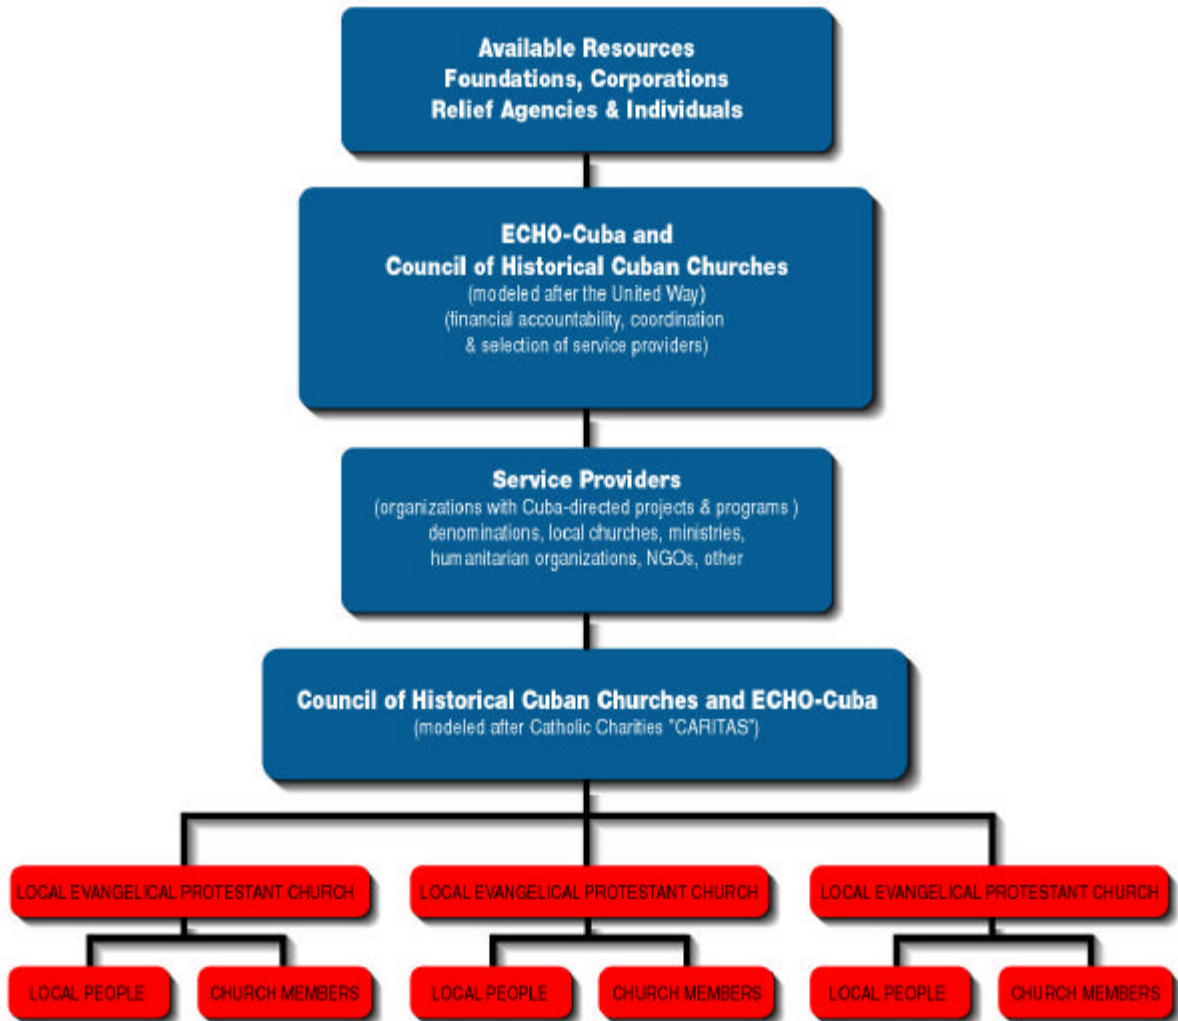 Available Resources
Foundations, Corporations
Relief Agencies & Individuals
ECHO-Cuba and
Council of Historical Cuban Churches
(modeled after the United Way)
(financial accountability, coordination
& selection of service providers)
Service Providers
(organizations with Cuba-directed projects & programs )
denominations, local churches, ministries,
humanitarian organizations, NGOs, other
Council of Historical Cuban Churches and ECHO-Cuba
(modeled after Catholic Charities "CARITAS")
LOCAL EVANGELICAL PROTESTANT CHURCH
LOCAL EVANGELICAL PROTESTANT CHURCH
LOCAL EVANGELICAL PROTESTANT CHURCH
LOCAL PEOPLE
CHURCH MEMBERS
LOCAL PEOPLE
CHURCH MEMBERS
LOCAL PEOPLE
CHURCH MEMBERS